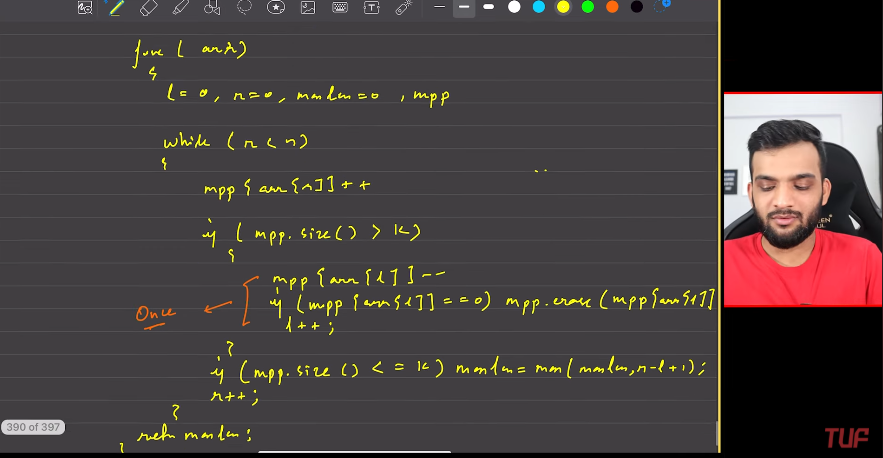 func ( arr )
{
l = 0, r = 0, maxlen = 0 , mpp
while ( r < n )
{
mpp [ arr [ r ] ] ++
if ( mpp. size () > k )
{
mpp [ arr [ l ] ] --
if ( mpp [ arr [ l ] ] == 0 ) mpp. erase ( mpp [ arr [ l ] ]
Once
l ++ ;
}
if ( mpp. size () < = k ) maxlen = max ( maxlen, r - l + 1 ) ;
r ++ ;
}
390 of 397
return maxlen ;
}
TUF